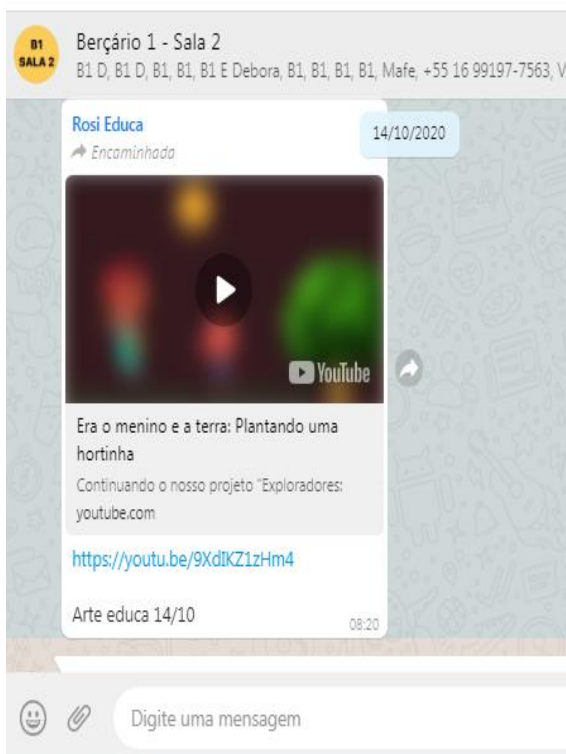 B1
SALA 2
Berçário 1 - Sala 2
B1 D, B1 D, B1, B1, B1 E Debora, B1, B1, B1, B1, Mafe, +55 16 99197-7563, V
Rosi Educa
14/10/2020
Encaminhada
YouTube
Era o menino e a terra: Plantando uma
hortinha
Continuando o nosso projeto "Exploradores:
youtube.com
https://youtu.be/9XdIKZ1zHm4
Arte educa 14/10
08:20
Digite uma mensagem